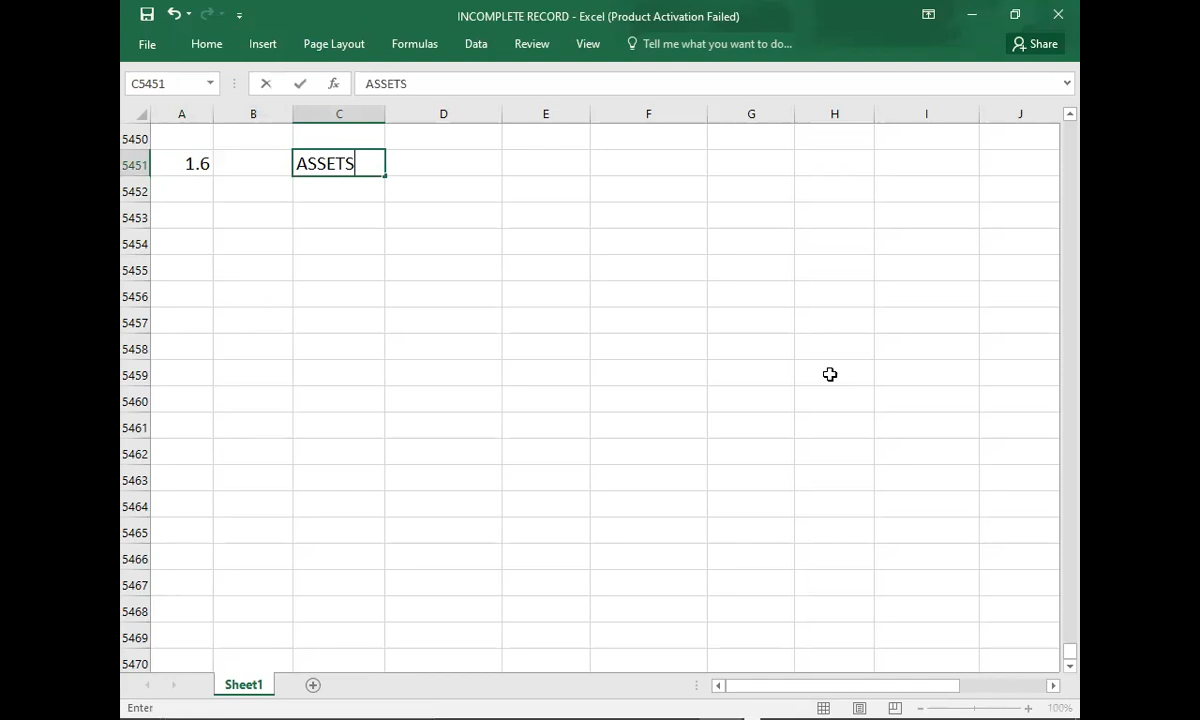 INCOMPLETE RECORD - Excel (Product Activation Failed)
File Home Insert Page Layout Formulas Data Review View Tell me what you want to do... Share
C5451 fx ASSETS
A B C D E F G H I J
5450
5451 1.6 ASSETS
5452
5453
5454
5455
5456
5457
5458
5459
5460
5461
5462
5463
5464
5465
5466
5467
5468
5469
5470
Sheet1
Enter 100%